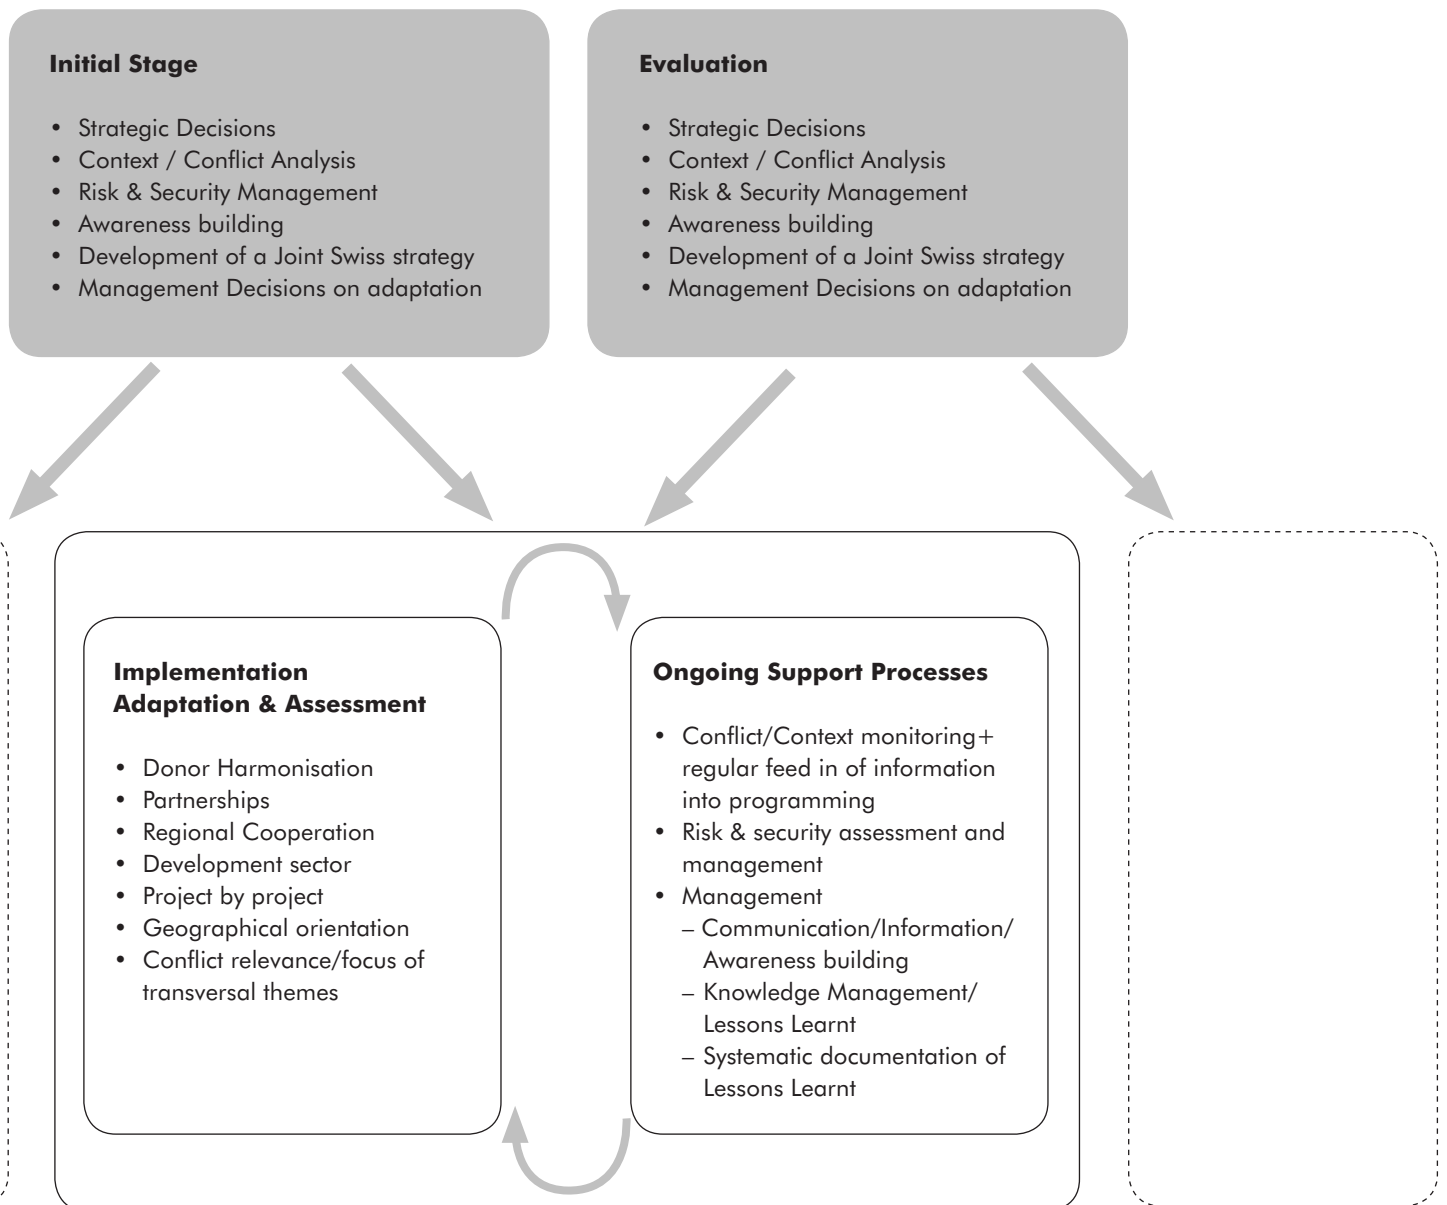 Initial Stage
• Strategic Decisions
• Context / Conflict Analysis
• Risk & Security Management
• Awareness building
• Development of a Joint Swiss strategy
• Management Decisions on adaptation
Evaluation
• Strategic Decisions
• Context / Conflict Analysis
• Risk & Security Management
• Awareness building
• Development of a Joint Swiss strategy
• Management Decisions on adaptation
Implementation
Adaptation & Assessment
• Donor Harmonisation
• Partnerships
• Regional Cooperation
• Development sector
• Project by project
• Geographical orientation
• Conflict relevance/focus of
transversal themes
Ongoing Support Processes
• Conflict/Context monitoring+
regular feed in of information
into programming
• Risk & security assessment and
management
• Management
– Communication/Information/
Awareness building
– Knowledge Management/
Lessons Learnt
– Systematic documentation of
Lessons Learnt